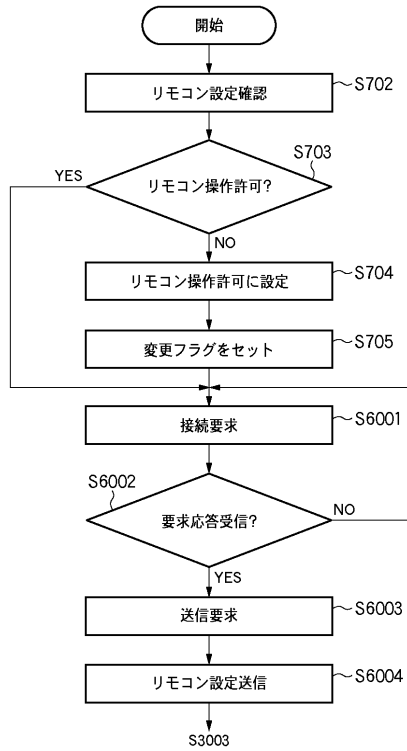 開始
リモコン設定確認
S702
S703
リモコン操作許可?
YES
NO
リモコン操作許可に設定
S704
変更フラグをセット
S705
接続要求
S6001
S6002
要求応答受信?
NO
YES
送信要求
S6003
リモコン設定送信
S6004
S3003